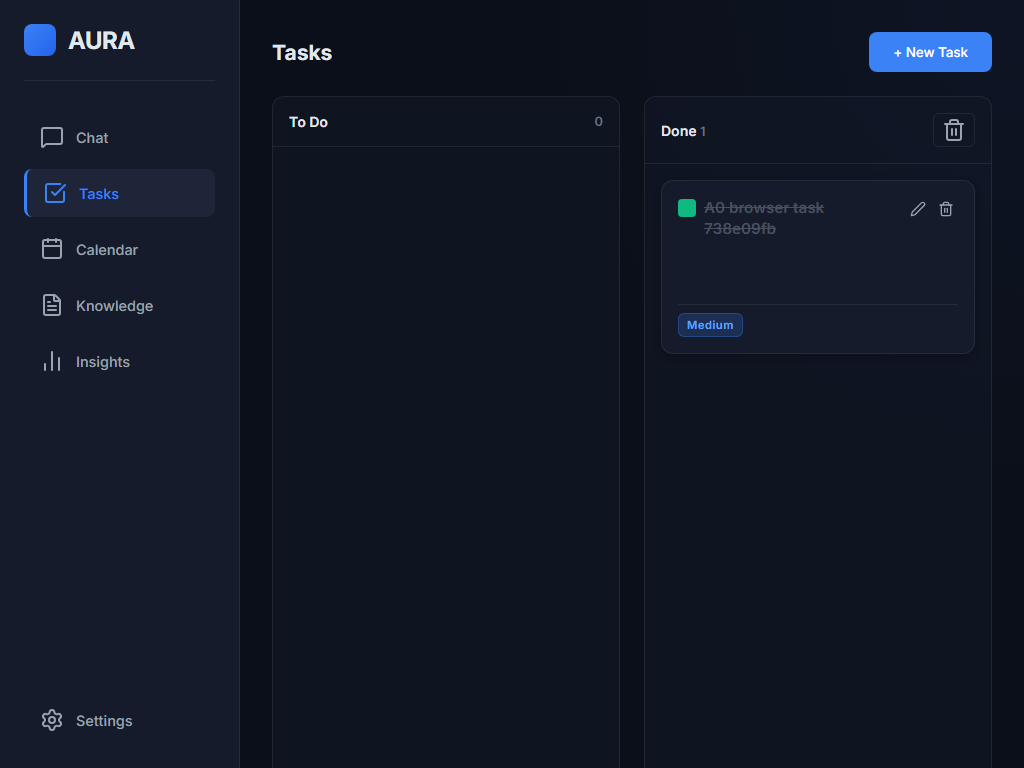 AURA
Chat
Tasks
Calendar
Knowledge
Insights
Settings
Tasks
+ New Task
To Do 0
Done 1
A0 browser task
738e09fb
Medium